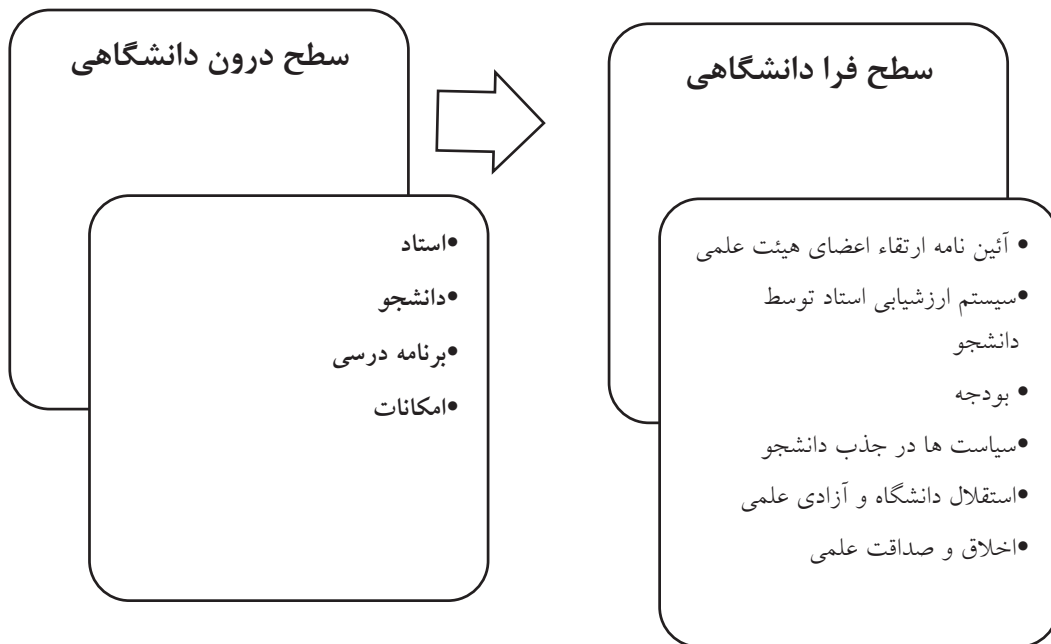 سطح درون دانشگاهی
•استاد
•دانشجو
•برنامه درسی
•امکانات
سطح فرا دانشگاهی
• آئین نامه ارتقاء اعضای هیئت علمی
•سیستم ارزشیابی استاد توسط
دانشجو
• بودجه
•سیاست ها در جذب دانشجو
•استقلال دانشگاه و آزادی علمی
•اخلاق و صداقت علمی